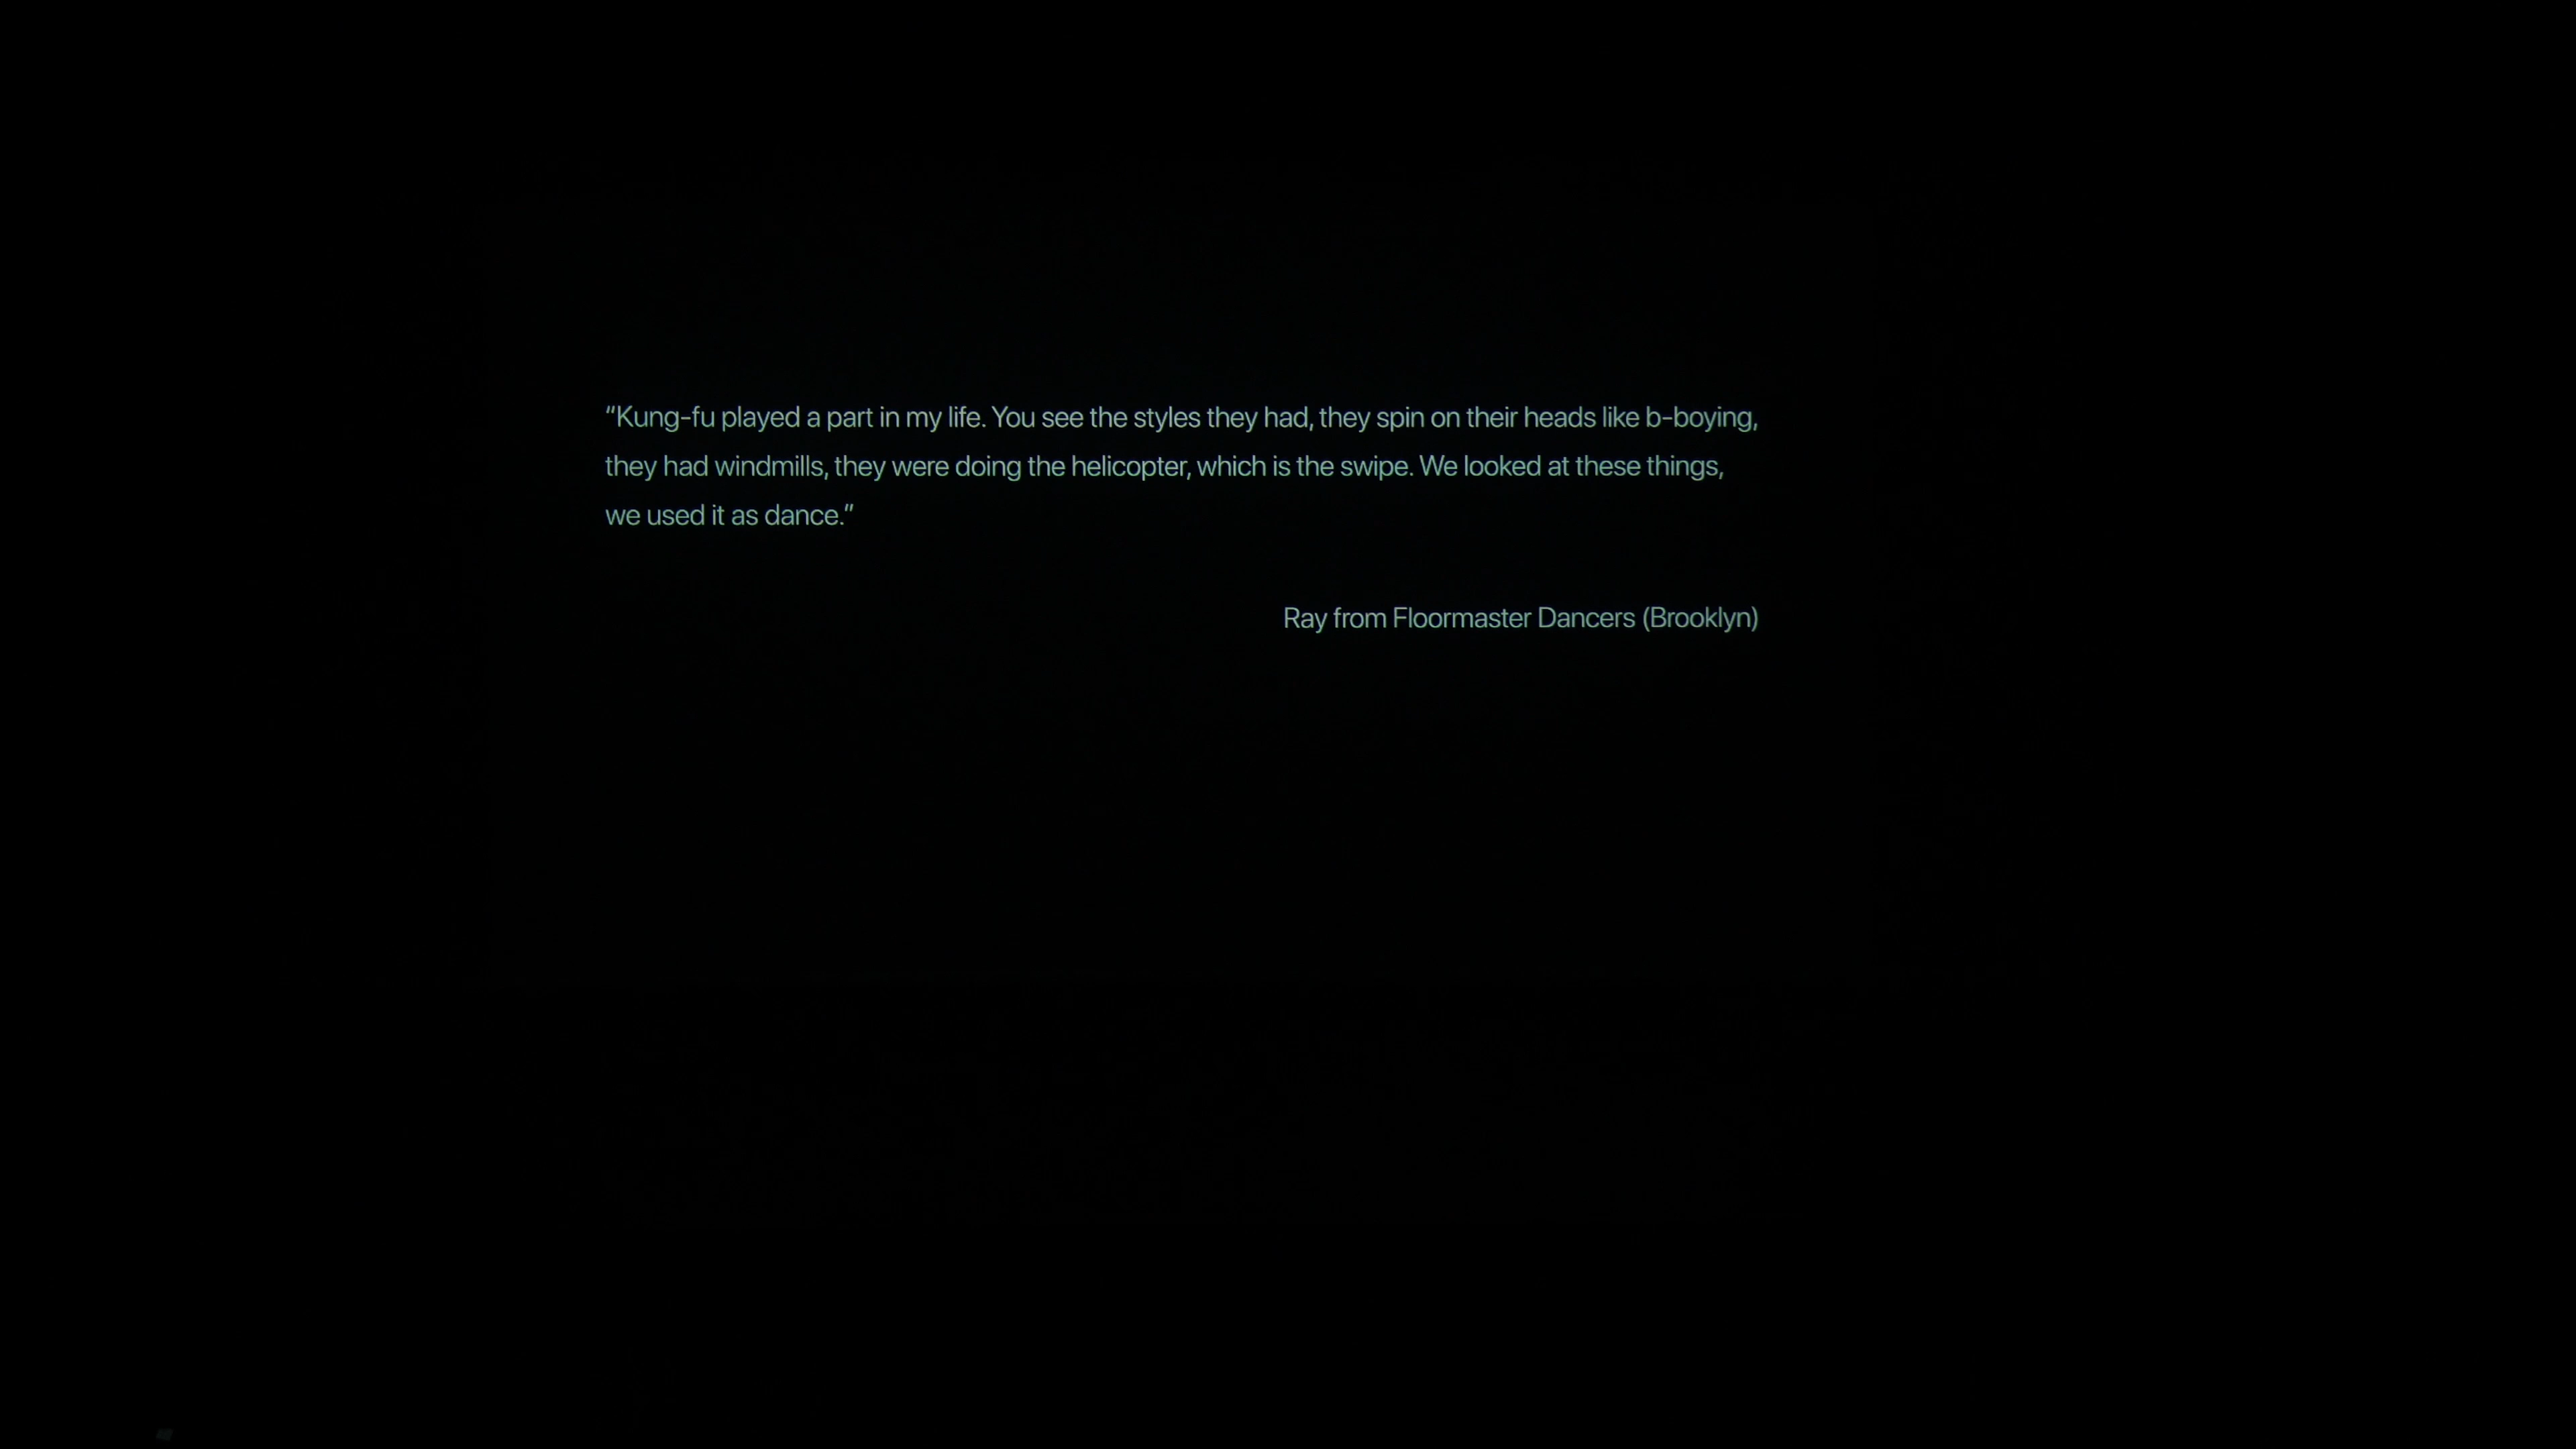 “Kung-fu played a part in my life. You see the styles they had, they spin on their heads like b-boying,
they had windmills, they were doing the helicopter, which is the swipe. We looked at these things,
we used it as dance.”
Ray from Floormaster Dancers (Brooklyn)